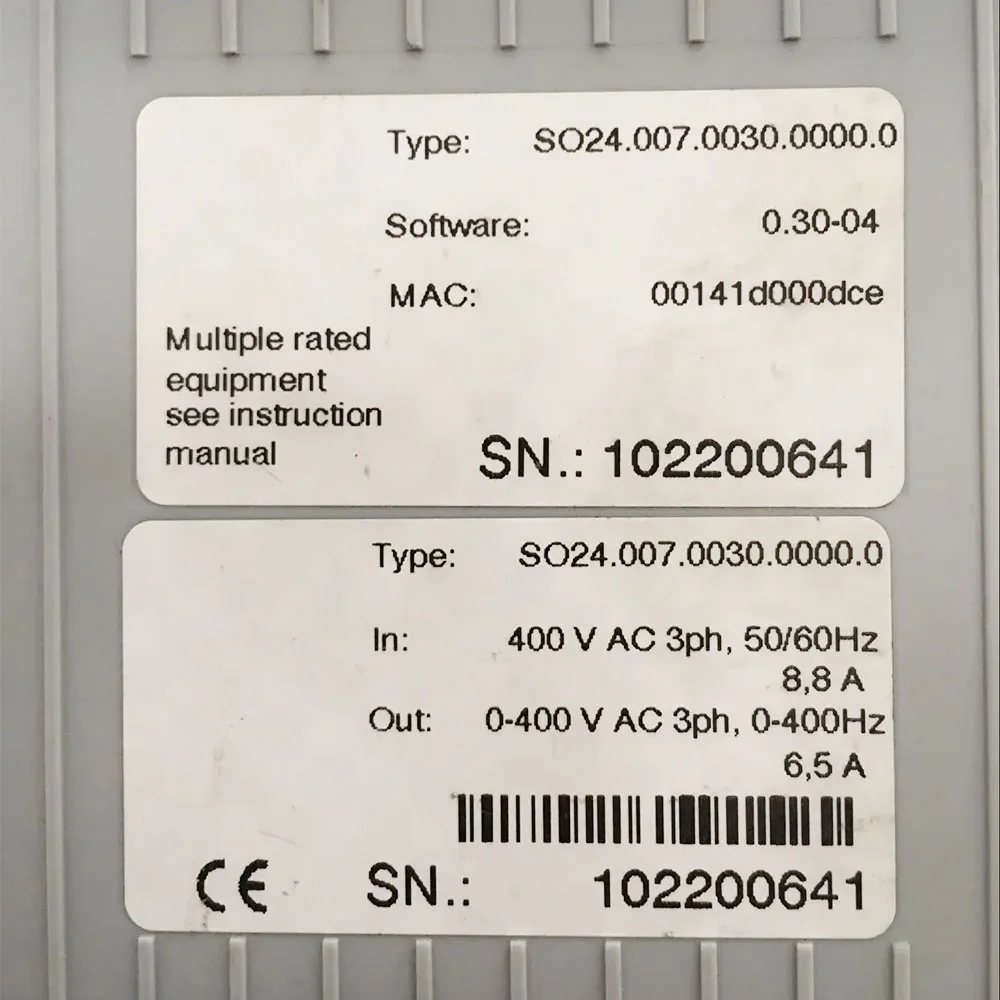 Type: SO24.007.0030.0000.0
Software: 0.30-04
MAC: 00141d000dce
Multiple rated
equipment
see instruction
manual
SN.: 102200641
Type: SO24.007.0030.0000.0
In: 400 V AC 3ph, 50/60Hz
8,8 A
Out: 0-400 V AC 3ph, 0-400Hz
6,5 A
CE SN.: 102200641